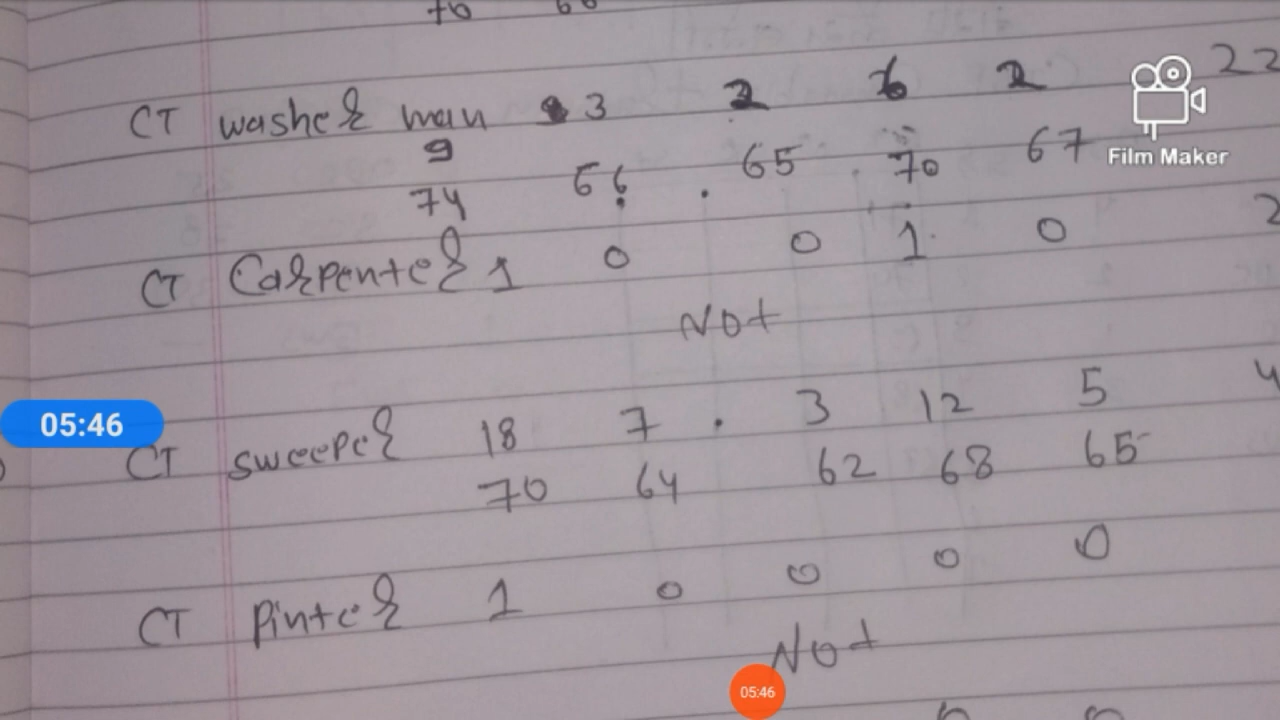 70 60
CT washer man 3 2 6 2 22
9
74 66 . 65 . 70 67
Film Maker
CT Carpenter 1 0 0 1 0 2
Not
CT sweeper 18 7 . 3 12 5 4
05:46
70 64 62 68 65
CT Pinter 1 0 0 0 0
Not
05:46